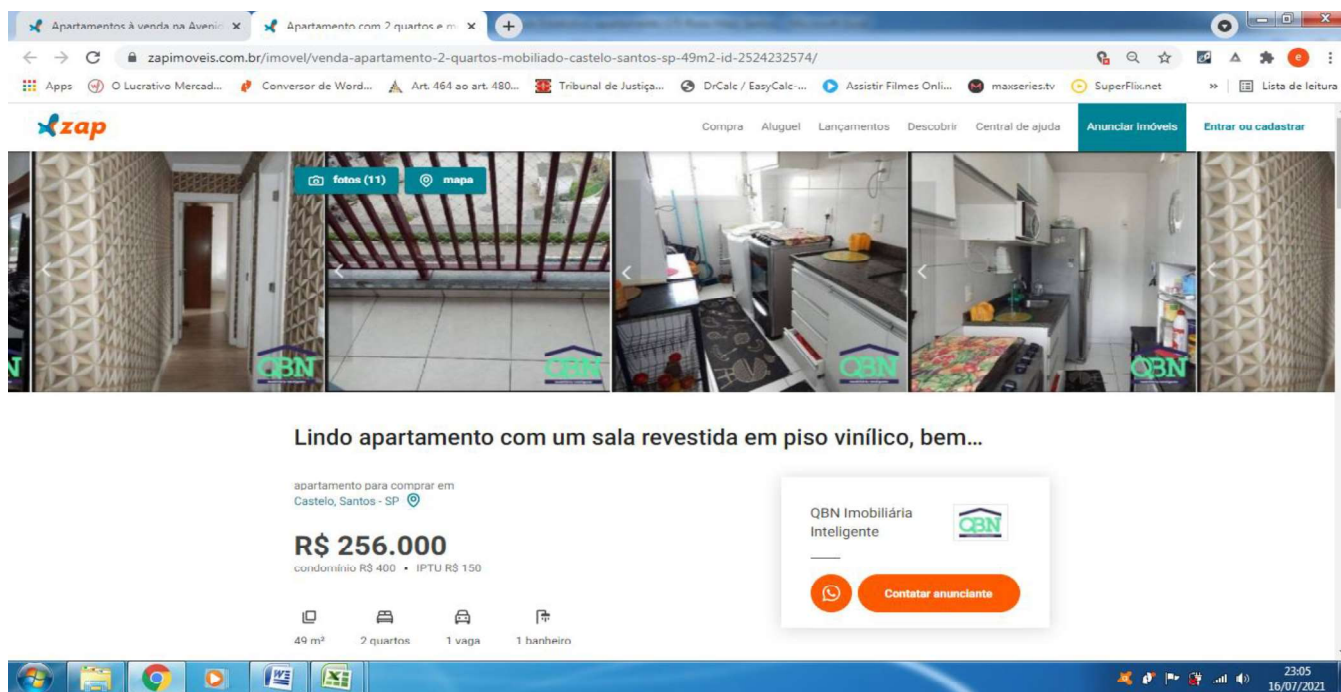 Apartamentos à venda na Avenid
Apartamento com 2 quartos e m
zapimoveis.com.br/imovel/venda-apartamento-2-quartos-mobiliado-castelo-santos-sp-49m2-id-2524232574/
Apps
O Lucrativo Mercad...
Conversor de Word...
Art. 464 ao art. 480...
Tribunal de Justiça...
DrCalc / EasyCalc-...
Assistir Filmes Onli...
maxseries.tv
SuperFlix.net
»
Lista de leitura
zap
Compra Aluguel Lançamentos Descobrir Central de ajuda Anunciar Imóveis Entrar ou cadastrar
fotos (11) mapa
QBN QBN QBN QBN
Lindo apartamento com um sala revestida em piso vinílico, bem...
apartamento para comprar em
Castelo, Santos - SP
R$ 256.000
condomínio R$ 400 • IPTU R$ 150
49 m² 2 quartos 1 vaga 1 banheiro
QBN Imobiliária
Inteligente
QBN
Contatar anunciante
23:05
16/07/2021